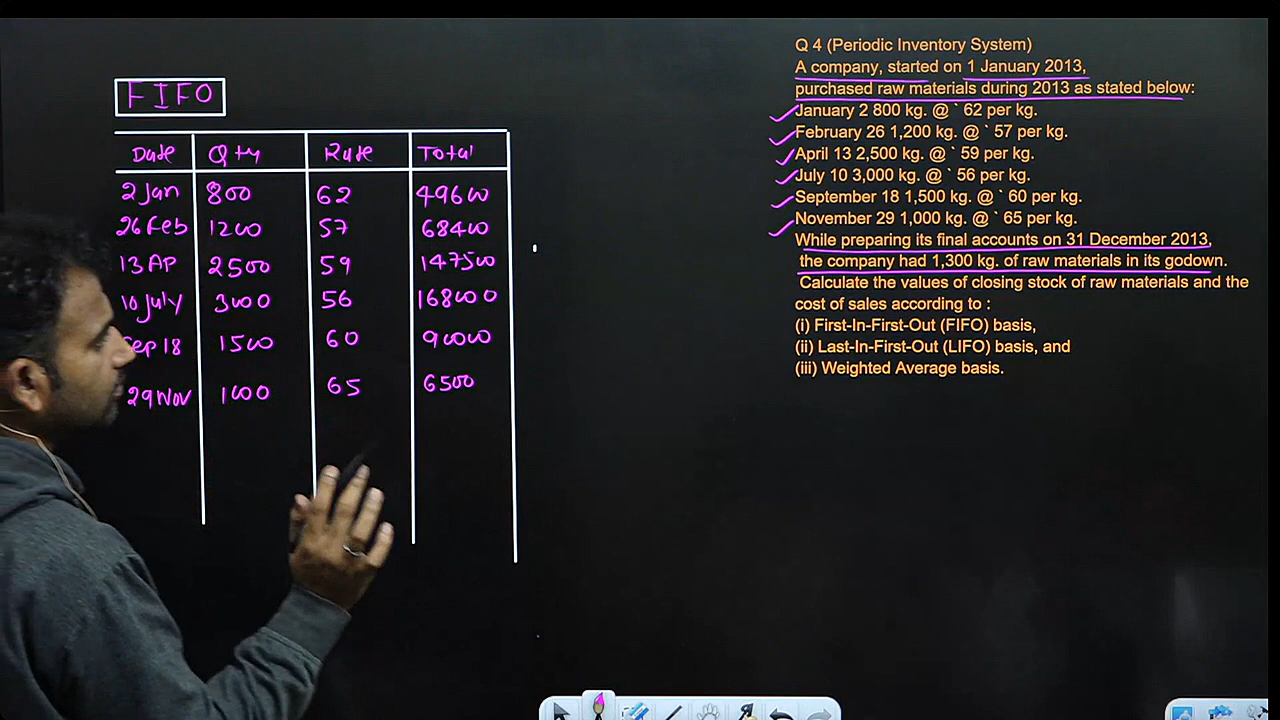 FIFO
Date Qty Rate Total
2 Jan 800 62 49600
26 Feb 1200 57 68400
13 AP 2500 59 147500
10 July 3000 56 168000
Sep 18 1500 60 90000
29 Nov 1000 65 6500
Q 4 (Periodic Inventory System)
A company, started on 1 January 2013,
purchased raw materials during 2013 as stated below:
January 2 800 kg. @ ` 62 per kg.
February 26 1,200 kg. @ ` 57 per kg.
April 13 2,500 kg. @ ` 59 per kg.
July 10 3,000 kg. @ ` 56 per kg.
September 18 1,500 kg. @ ` 60 per kg.
November 29 1,000 kg. @ ` 65 per kg.
While preparing its final accounts on 31 December 2013,
the company had 1,300 kg. of raw materials in its godown.
Calculate the values of closing stock of raw materials and the
cost of sales according to :
(i) First-In-First-Out (FIFO) basis,
(ii) Last-In-First-Out (LIFO) basis, and
(iii) Weighted Average basis.